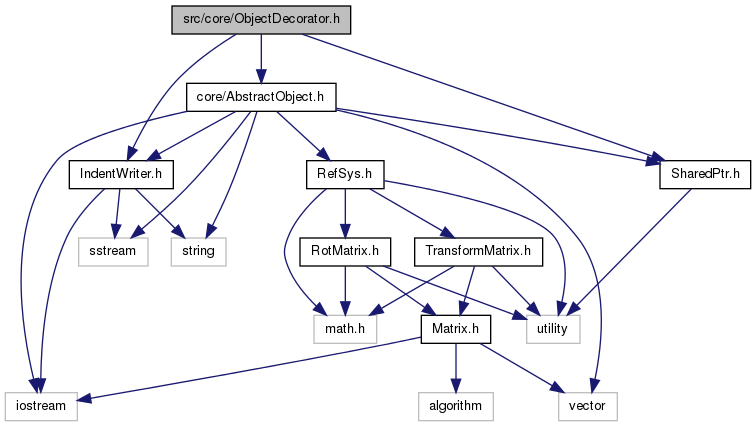 src/core/ObjectDecorator.h
core/AbstractObject.h
IndentWriter.h
RefSys.h
SharedPtr.h
sstream
string
RotMatrix.h
TransformMatrix.h
math.h
Matrix.h
utility
iostream
algorithm
vector